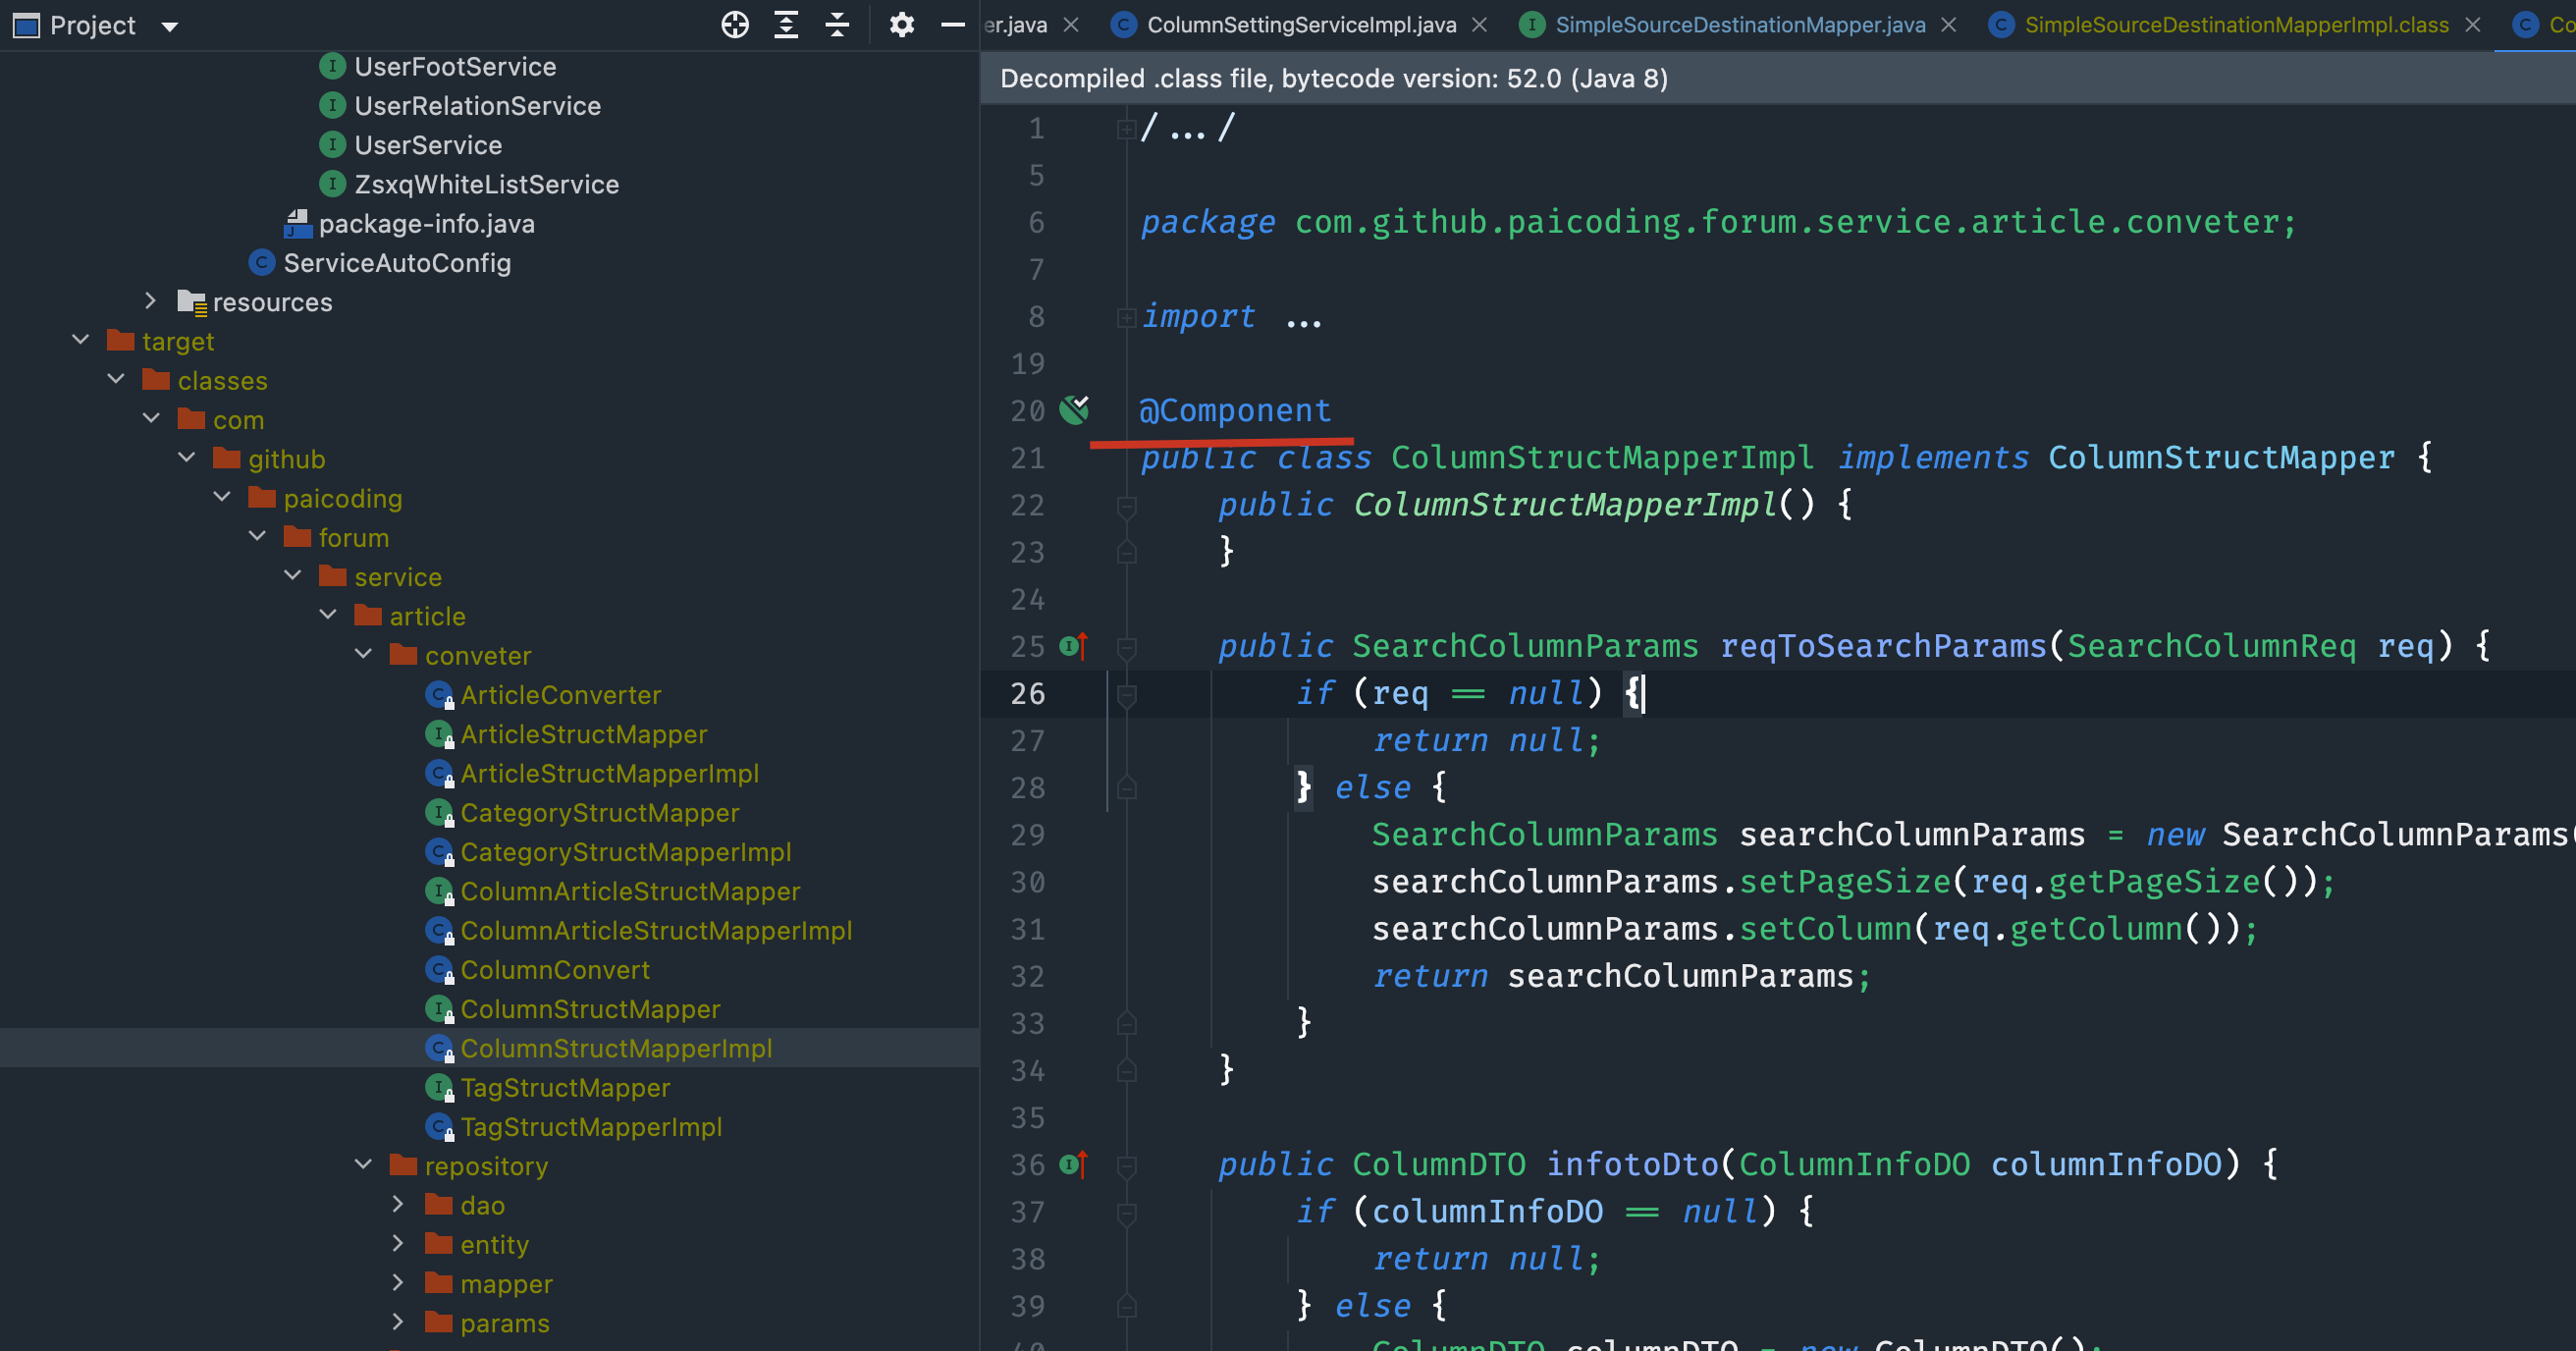 Project
UserFootService
UserRelationService
UserService
ZsxqWhiteListService
package-info.java
ServiceAutoConfig
resources
target
classes
com
github
paicoding
forum
service
article
conveter
ArticleConverter
ArticleStructMapper
ArticleStructMapperImpl
CategoryStructMapper
CategoryStructMapperImpl
ColumnArticleStructMapper
ColumnArticleStructMapperImpl
ColumnConvert
ColumnStructMapper
ColumnStructMapperImpl
TagStructMapper
TagStructMapperImpl
repository
dao
entity
mapper
params
er.java ColumnSettingServiceImpl.java SimpleSourceDestinationMapper.java SimpleSourceDestinationMapperImpl.class Co
Decompiled .class file, bytecode version: 52.0 (Java 8)
1 /.../
5
6 package com.github.paicoding.forum.service.article.conveter;
7
8 import ...
19
20 @Component
21 public class ColumnStructMapperImpl implements ColumnStructMapper {
22 public ColumnStructMapperImpl() {
23 }
24
25 public SearchColumnParams reqToSearchParams(SearchColumnReq req) {
26 if (req == null) {
27 return null;
28 } else {
29 SearchColumnParams searchColumnParams = new SearchColumnParams(
30 searchColumnParams.setPageSize(req.getPageSize());
31 searchColumnParams.setColumn(req.getColumn());
32 return searchColumnParams;
33 }
34 }
35
36 public ColumnDTO infotoDto(ColumnInfoDO columnInfoDO) {
37 if (columnInfoDO == null) {
38 return null;
39 } else {
40 ColumnDTO columnDTO = new ColumnDTO();